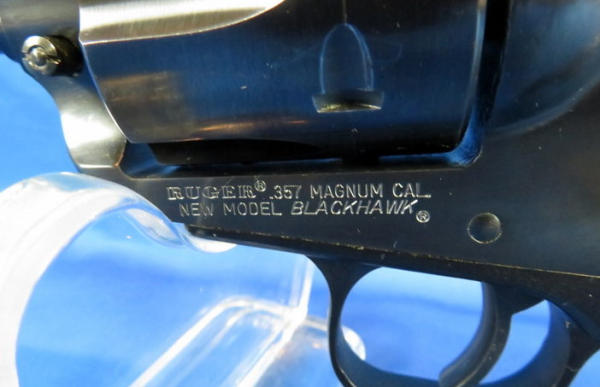 RUGER® .357 MAGNUM CAL.
NEW MODEL BLACKHAWK®